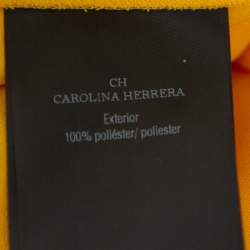 CH
CAROLINA HERRERA
Exterior
100% poliéster/ poliester